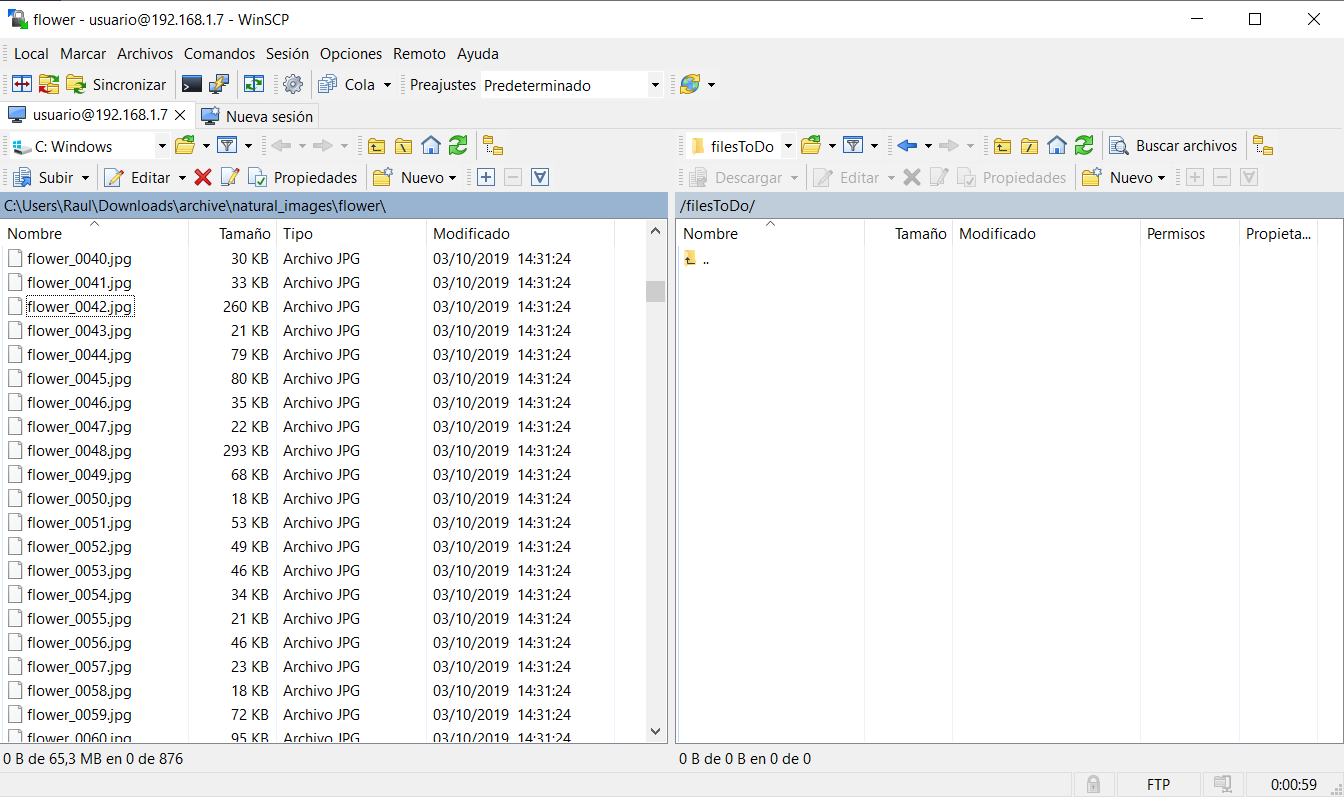 flower - usuario@192.168.1.7 - WinSCP
Local Marcar Archivos Comandos Sesión Opciones Remoto Ayuda
Sincronizar Cola Preajustes Predeterminado
usuario@192.168.1.7 Nueva sesión
C: Windows
Subir Editar Propiedades Nuevo
C:\Users\Raul\Downloads\archive\natural_images\flower\
Nombre Tamaño Tipo Modificado
flower_0040.jpg 30 KB Archivo JPG 03/10/2019 14:31:24
flower_0041.jpg 33 KB Archivo JPG 03/10/2019 14:31:24
flower_0042.jpg 260 KB Archivo JPG 03/10/2019 14:31:24
flower_0043.jpg 21 KB Archivo JPG 03/10/2019 14:31:24
flower_0044.jpg 79 KB Archivo JPG 03/10/2019 14:31:24
flower_0045.jpg 80 KB Archivo JPG 03/10/2019 14:31:24
flower_0046.jpg 35 KB Archivo JPG 03/10/2019 14:31:24
flower_0047.jpg 22 KB Archivo JPG 03/10/2019 14:31:24
flower_0048.jpg 293 KB Archivo JPG 03/10/2019 14:31:24
flower_0049.jpg 68 KB Archivo JPG 03/10/2019 14:31:24
flower_0050.jpg 18 KB Archivo JPG 03/10/2019 14:31:24
flower_0051.jpg 53 KB Archivo JPG 03/10/2019 14:31:24
flower_0052.jpg 49 KB Archivo JPG 03/10/2019 14:31:24
flower_0053.jpg 46 KB Archivo JPG 03/10/2019 14:31:24
flower_0054.jpg 34 KB Archivo JPG 03/10/2019 14:31:24
flower_0055.jpg 21 KB Archivo JPG 03/10/2019 14:31:24
flower_0056.jpg 46 KB Archivo JPG 03/10/2019 14:31:24
flower_0057.jpg 23 KB Archivo JPG 03/10/2019 14:31:24
flower_0058.jpg 18 KB Archivo JPG 03/10/2019 14:31:24
flower_0059.jpg 72 KB Archivo JPG 03/10/2019 14:31:24
flower_0060.jpg 95 KB Archivo JPG 03/10/2019 14:31:24
0 B de 65,3 MB en 0 de 876
filesToDo Buscar archivos
Descargar Editar Propiedades Nuevo
/filesToDo/
Nombre Tamaño Modificado Permisos Propieta...
..
0 B de 0 B en 0 de 0
FTP 0:00:59